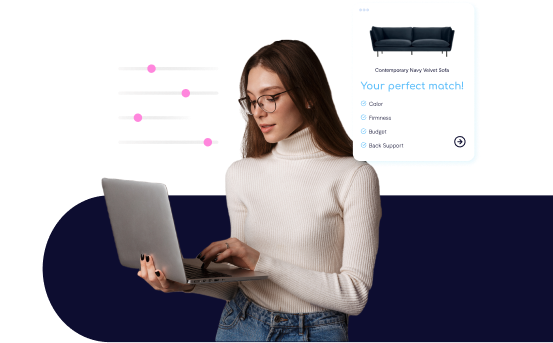 Contemporary Navy Velvet Sofa
Your perfect match!
Color
Firmness
Budget
Back Support